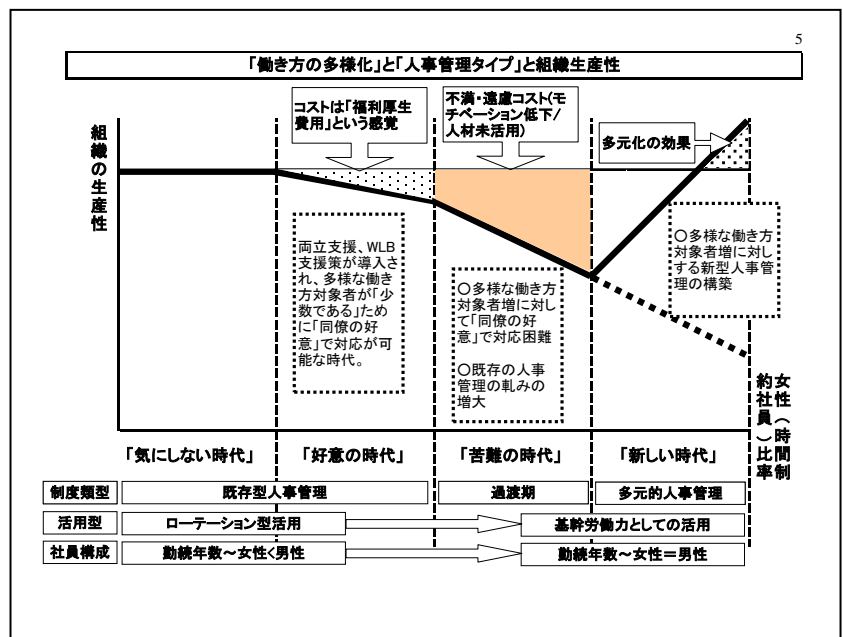 5
「働き方の多様化」と「人事管理タイプ」と組織生産性
コストは「福利厚生
費用」という感覚
不満・遠慮コスト(モ
チベーション低下/
人材未活用)
多元化の効果
組織の生産性
両立支援、WLB
支援策が導入さ
れ、多様な働き
方対象者が「少
数である」ために
「同僚の好
意」で対応が可
能な時代。
○多様な働き方
対象者増に対し
て「同僚の好意」
で対応困難
○既存の人事
管理の軋みの
増大
○多様な働き方
対象者増に対し
する新型人事管
理の構築
女性(時間制
約社員)比率
「気にしない時代」
「好意の時代」
「苦難の時代」
「新しい時代」
制度類型
既存型人事管理
過渡期
多元的人事管理
活用型
ローテーション型活用
基幹労働力としての活用
社員構成
勤続年数~女性<男性
勤続年数~女性=男性